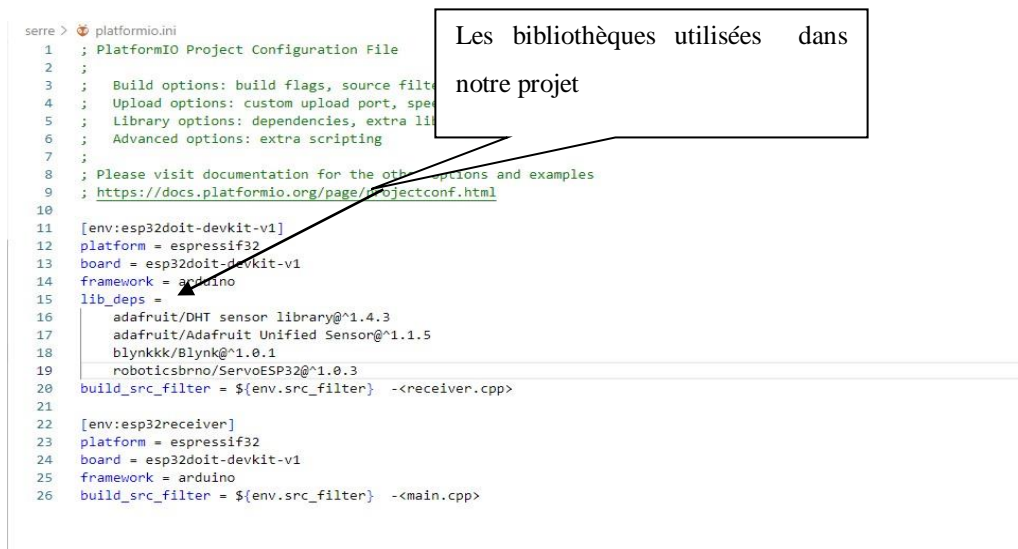 serre > platformio.ini
Les bibliothèques utilisées dans
notre projet
1 ; PlatformIO Project Configuration File
2 ;
3 ; Build options: build flags, source filte
4 ; Upload options: custom upload port, spe
5 ; Library options: dependencies, extra li
6 ; Advanced options: extra scripting
7 ;
8 ; Please visit documentation for the other options and examples
9 ; https://docs.platformio.org/page/projectconf.html
10
11 [env:esp32doit-devkit-v1]
12 platform = espressif32
13 board = esp32doit-devkit-v1
14 framework = arduino
15 lib_deps =
16 adafruit/DHT sensor library@^1.4.3
17 adafruit/Adafruit Unified Sensor@^1.1.5
18 blynkkk/Blynk@^1.0.1
19 roboticsbrno/ServoESP32@^1.0.3
20 build_src_filter = ${env.src_filter} -<receiver.cpp>
21
22 [env:esp32receiver]
23 platform = espressif32
24 board = esp32doit-devkit-v1
25 framework = arduino
26 build_src_filter = ${env.src_filter} -<main.cpp>